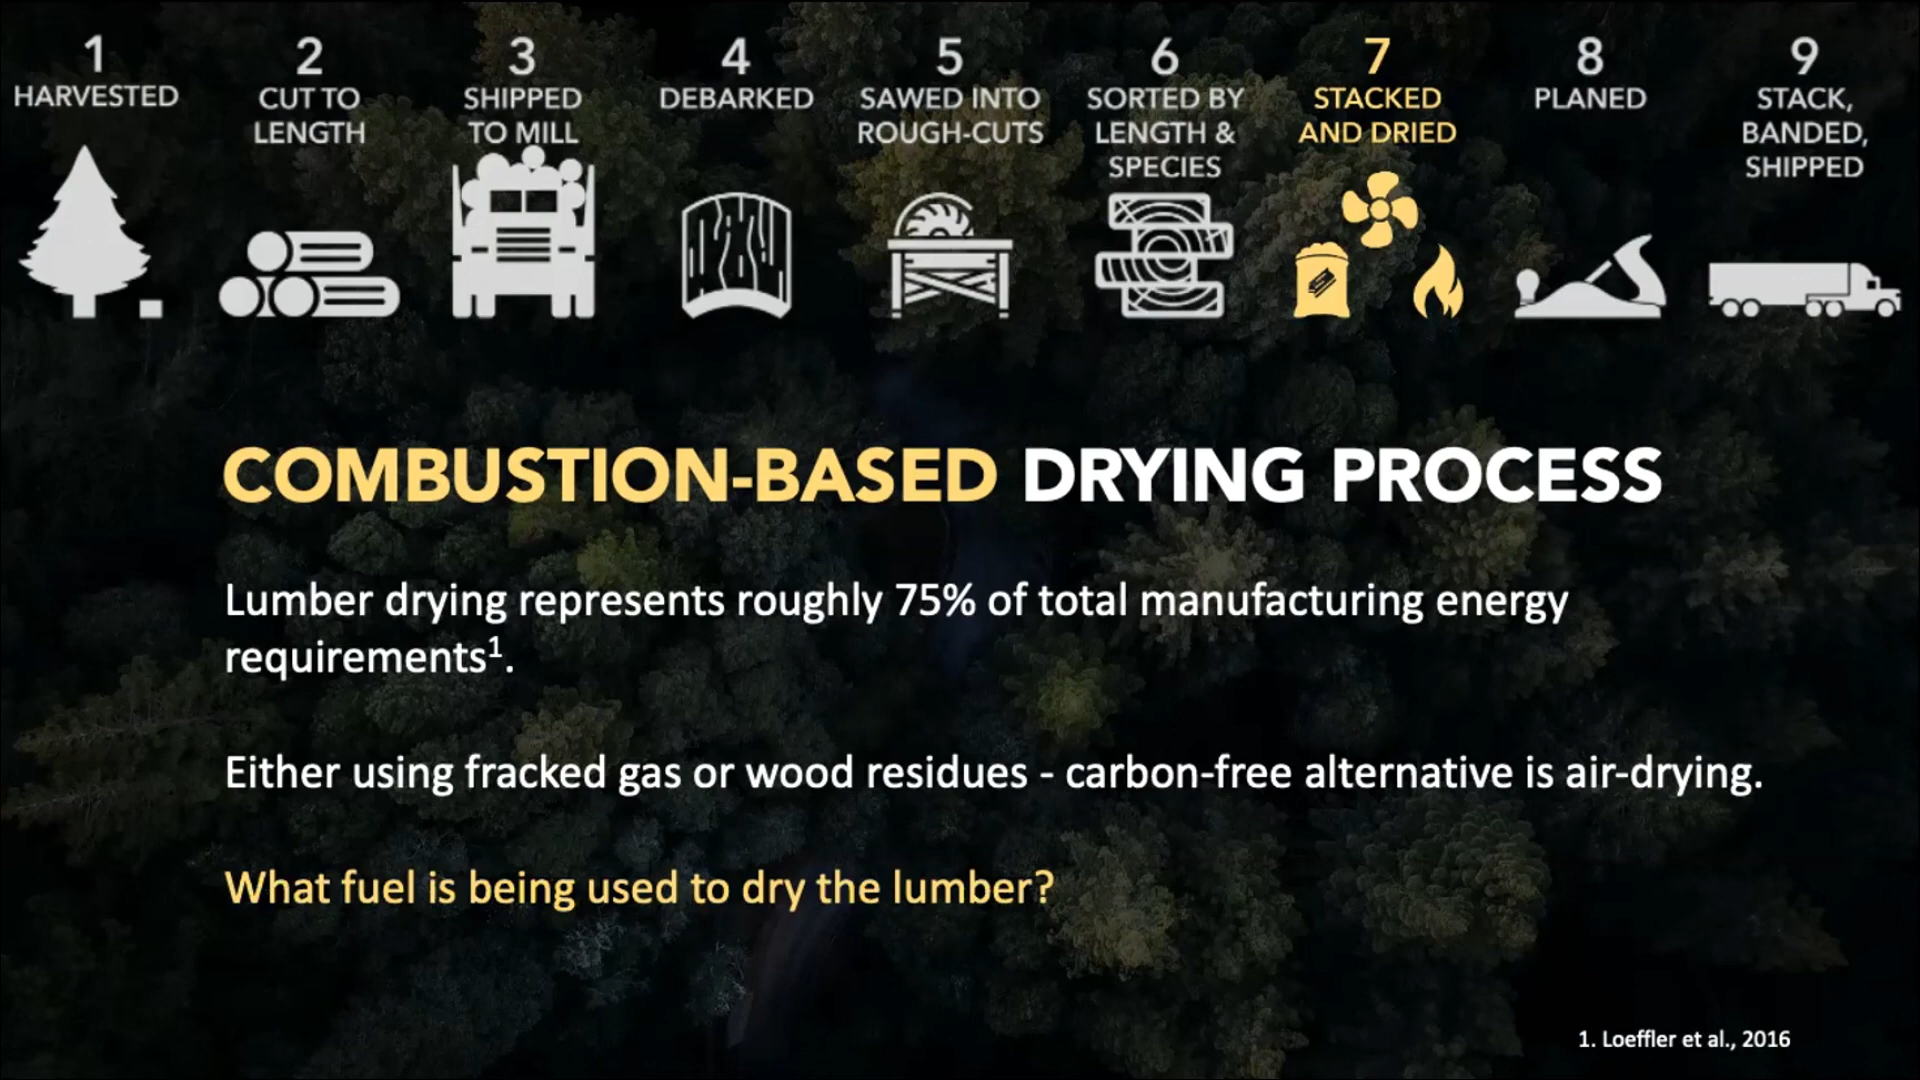 1
HARVESTED
2
CUT TO
LENGTH
3
SHIPPED
TO MILL
4
DEBARKED
5
SAWED INTO
ROUGH-CUTS
6
SORTED BY
LENGTH &
SPECIES
7
STACKED
AND DRIED
8
PLANED
9
STACK,
BANDED,
SHIPPED
COMBUSTION-BASED DRYING PROCESS
Lumber drying represents roughly 75% of total manufacturing energy
requirements¹.
Either using fracked gas or wood residues - carbon-free alternative is air-drying.
What fuel is being used to dry the lumber?
1. Loeffler et al., 2016